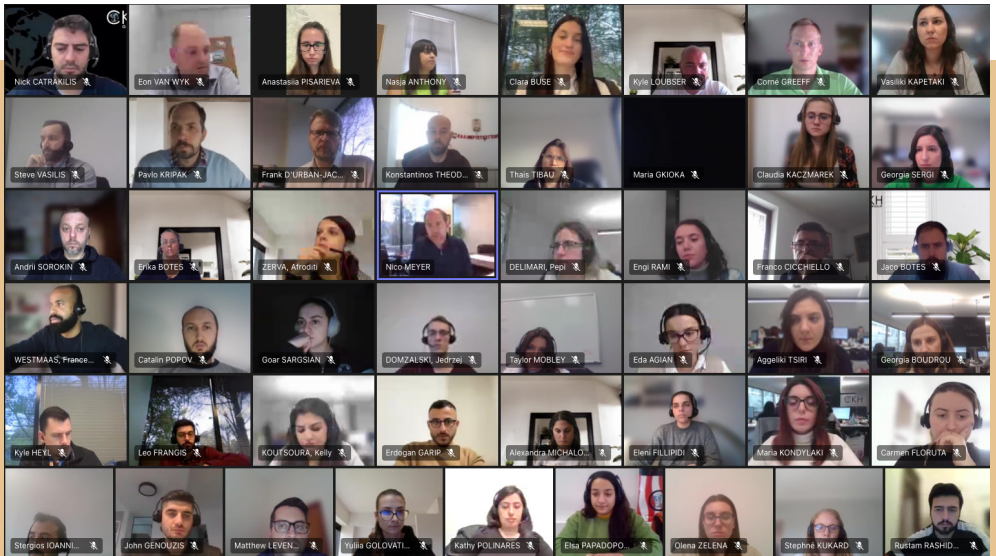 CK
Nick CATRAKILIS
Eon VAN WYK
Anastasiia PISARIEVA
Nasja ANTHONY
Clara BUSE
Kyle LOUBSER
Corné GREEFF
Vasiliki KAPETAKI
Steve VASILIS
Pavlo KRIPAK
Frank D'URBAN-JAC...
Konstantinos THEOD...
Thais TIBAU
Maria GKIOKA
Claudia KACZMAREK
Georgia SERGI
Andrii SOROKIN
Erika BOTES
ZERVA, Afroditi
Nico MEYER
DELIMARI, Pepi
Engi RAMI
Franco CICCHIELLO
KH
Jaco BOTES
WESTMAAS, France...
Catalin POPOV
Goar SARGSIAN
DOMZALSKI, Jedrzej
Taylor MOBLEY
Eda AGIAN
Aggeliki TSIRI
Georgia BOUDROU
Kyle HEYL
Leo FRANGIS
KOUTSOURA, Kelly
Erdogan GARIP
Alexandra MICHALO...
Eleni FILLIPIDI
CKH
Maria KONDYLAKI
Carmen FLORUTA
Stergios IOANNI...
John GENOUZIS
Matthew LEVEN...
Yuliia GOLOVATI...
Kathy POLINARES
Elsa PAPADOPO...
Olena ZELENA
Stephné KUKARD
Rustam RASHID...